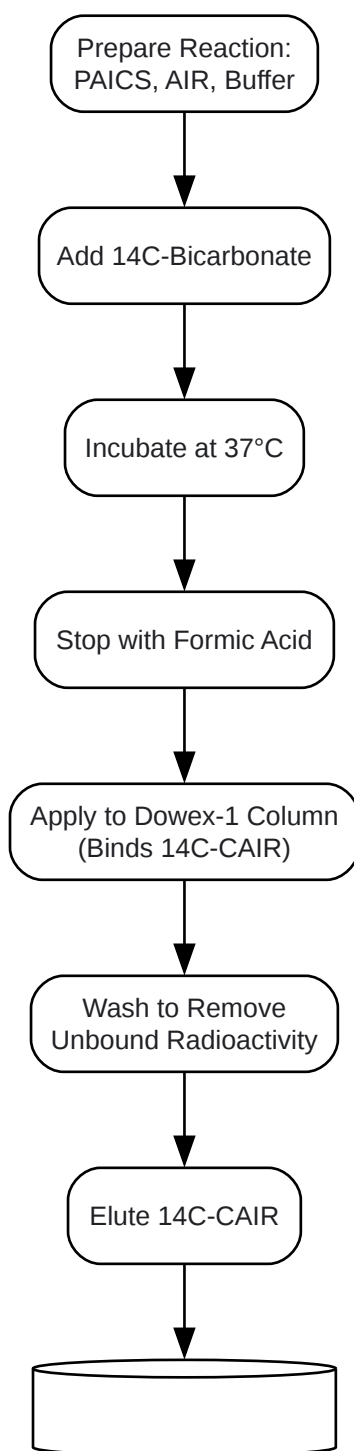 Prepare Reaction:
PAICS, AIR, Buffer
Add 14C-Bicarbonate
Incubate at 37°C
Stop with Formic Acid
Apply to Dowex-1 Column
(Binds 14C-CAIR)
Wash to Remove
Unbound Radioactivity
Elute 14C-CAIR